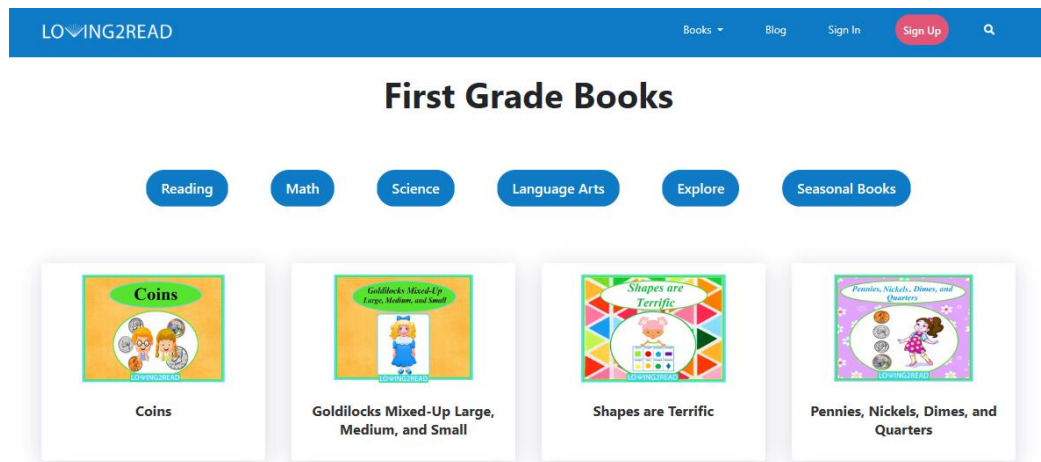 LOVING2READ
Books
Blog
Sign In
Sign Up
First Grade Books
Reading
Math
Science
Language Arts
Explore
Seasonal Books
Coins
LOVING2READ
Goldilocks Mixed-Up
Large, Medium, and Small
LOVING2READ
Shapes are
Terrific
LOVING2READ
Pennies, Nickels, Dimes, and
Quarters
LOVING2READ
Coins
Goldilocks Mixed-Up Large,
Medium, and Small
Shapes are Terrific
Pennies, Nickels, Dimes, and
Quarters